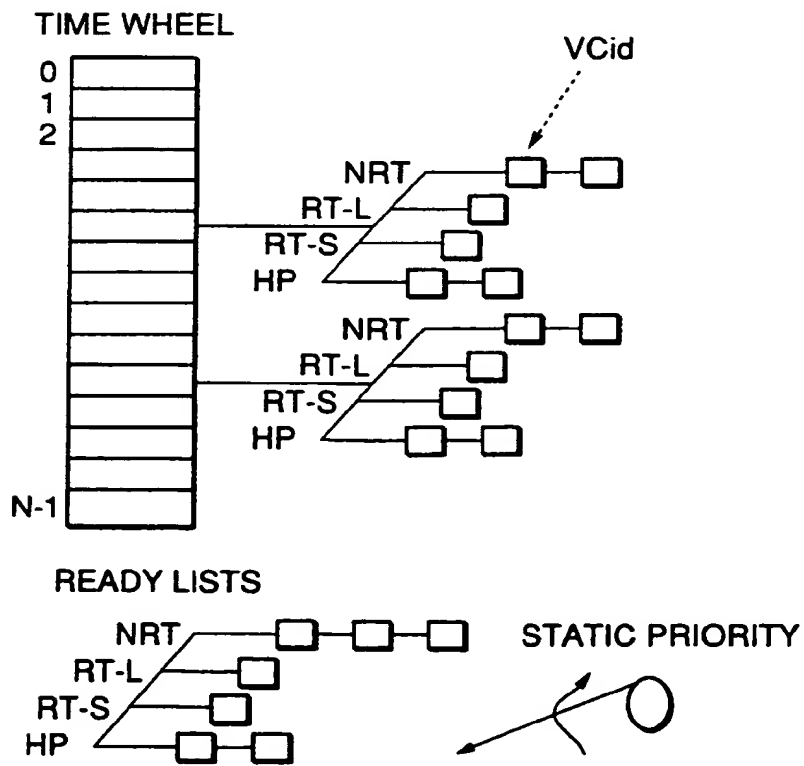 TIME WHEEL
VCid
0
1
2
NRT
RT-L
RT-S
HP
NRT
RT-L
RT-S
HP
N-1
READY LISTS
NRT
STATIC PRIORITY
RT-L
RT-S
HP